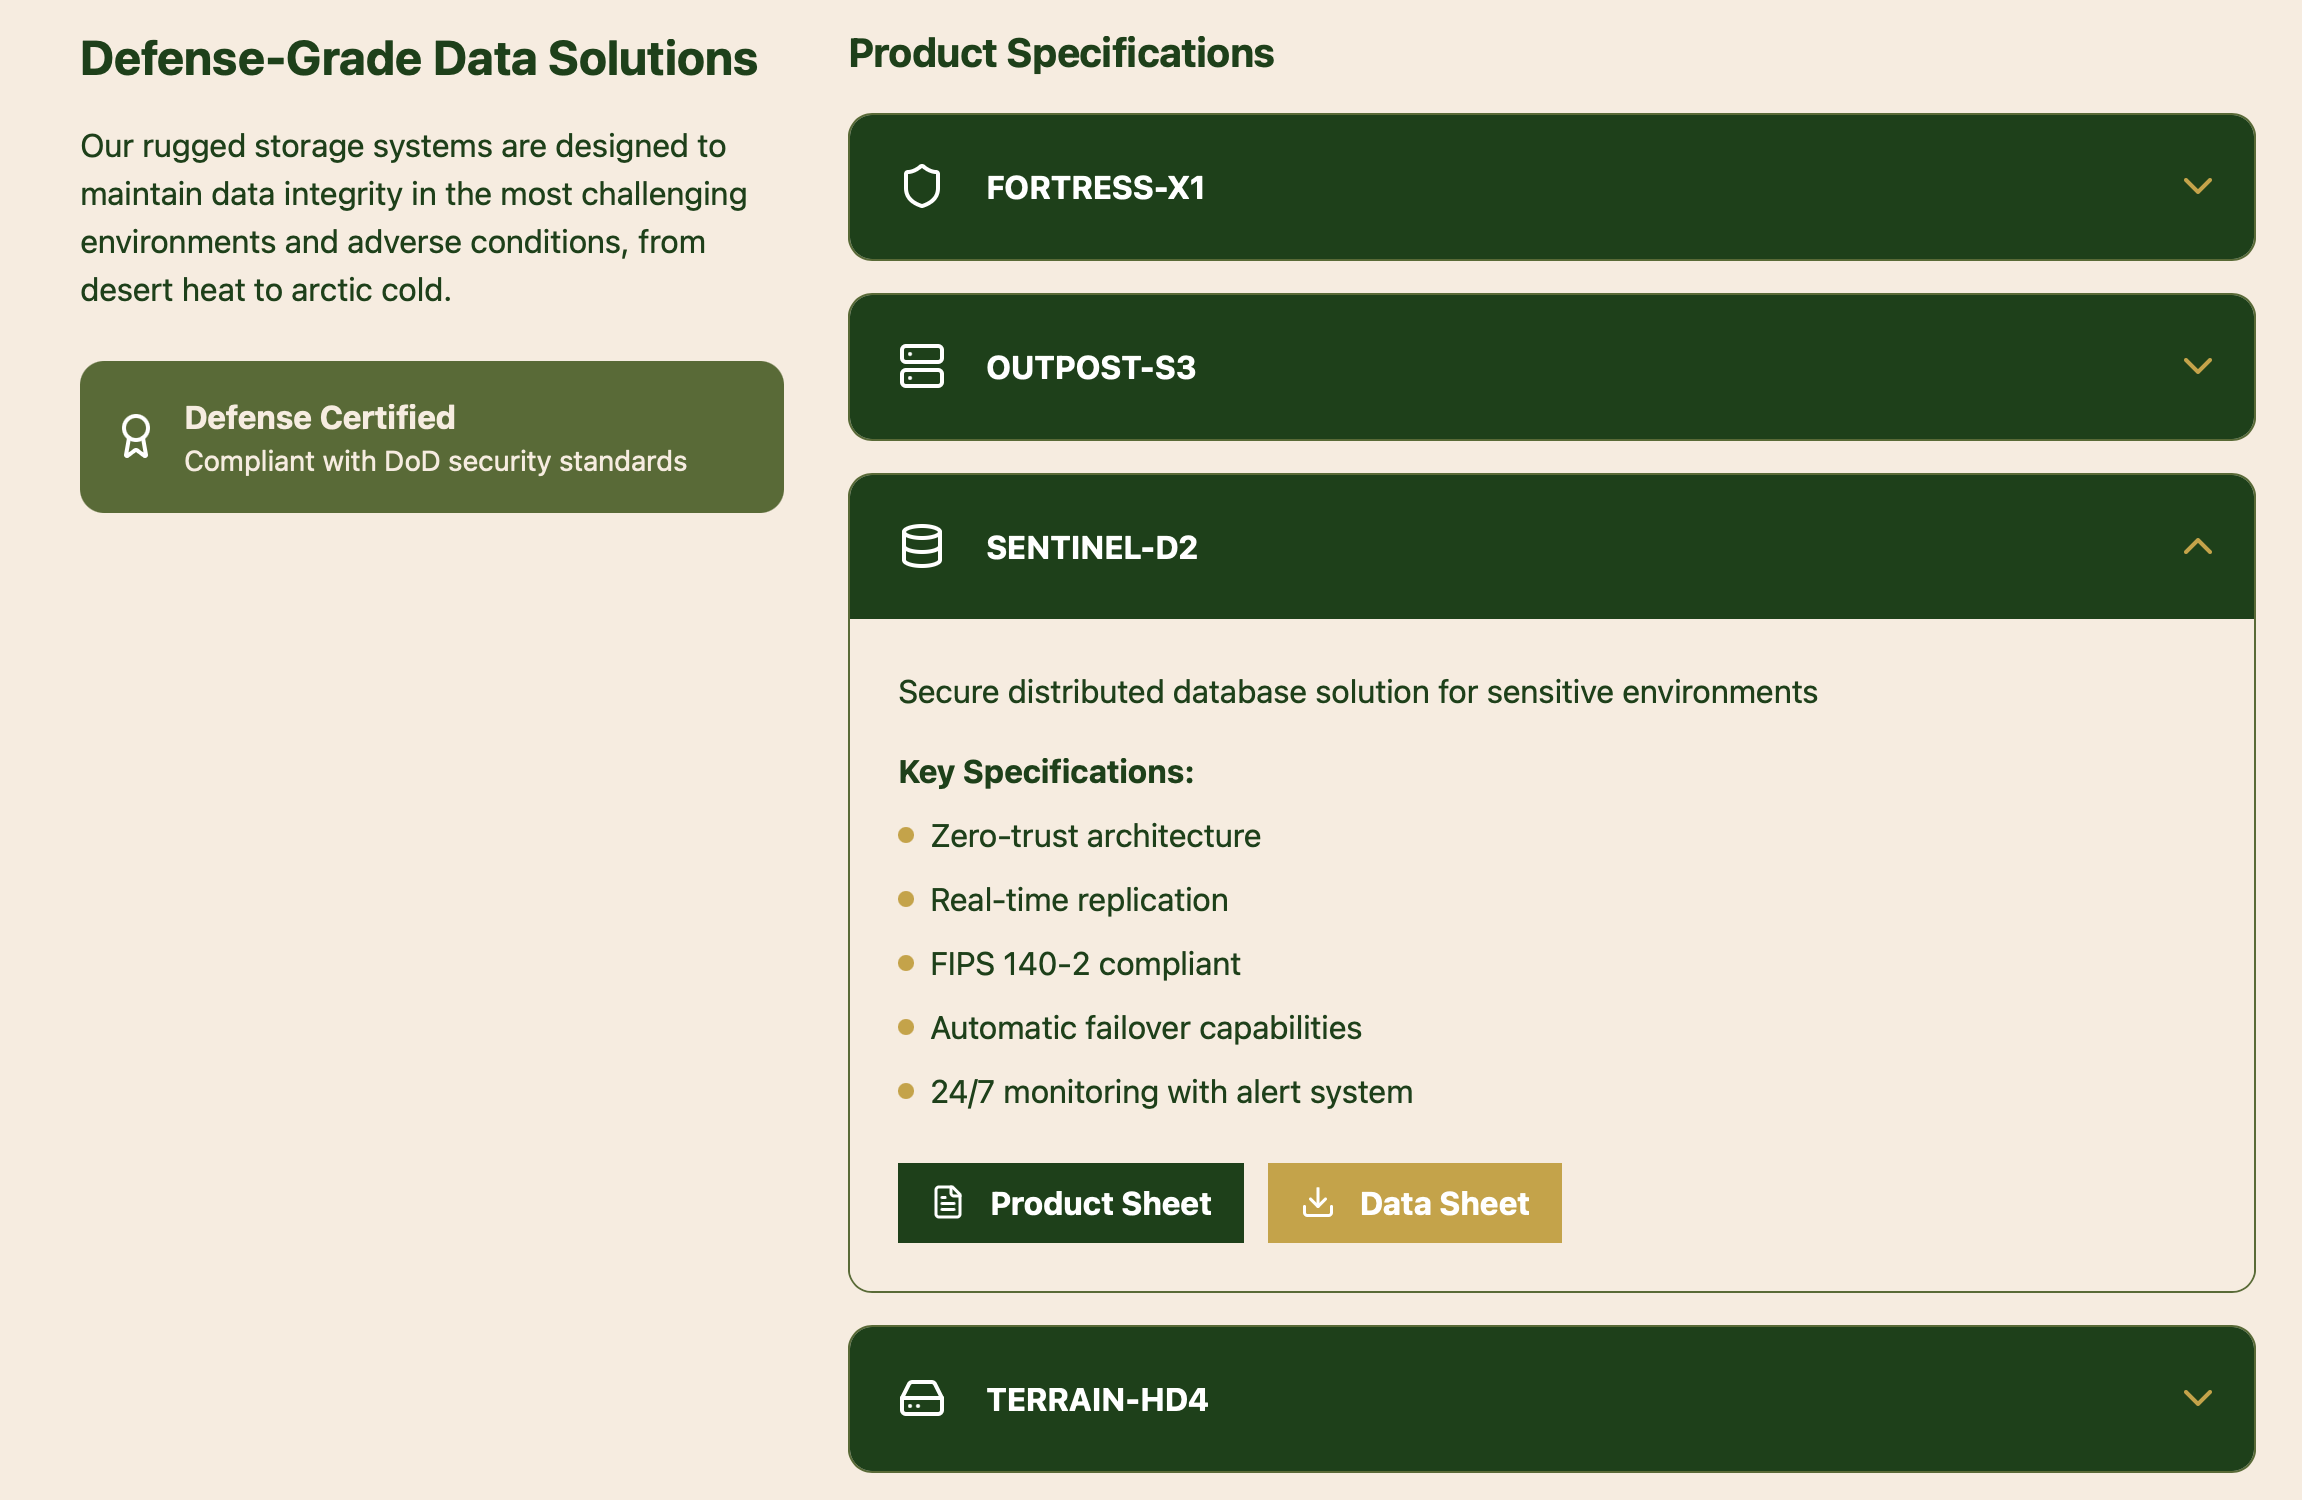 Defense-Grade Data Solutions
Our rugged storage systems are designed to
maintain data integrity in the most challenging
environments and adverse conditions, from
desert heat to arctic cold.
Defense Certified
Compliant with DoD security standards
Product Specifications
FORTRESS-X1
OUTPOST-S3
SENTINEL-D2
Secure distributed database solution for sensitive environments
Key Specifications:
Zero-trust architecture
Real-time replication
FIPS 140-2 compliant
Automatic failover capabilities
24/7 monitoring with alert system
Product Sheet
Data Sheet
TERRAIN-HD4